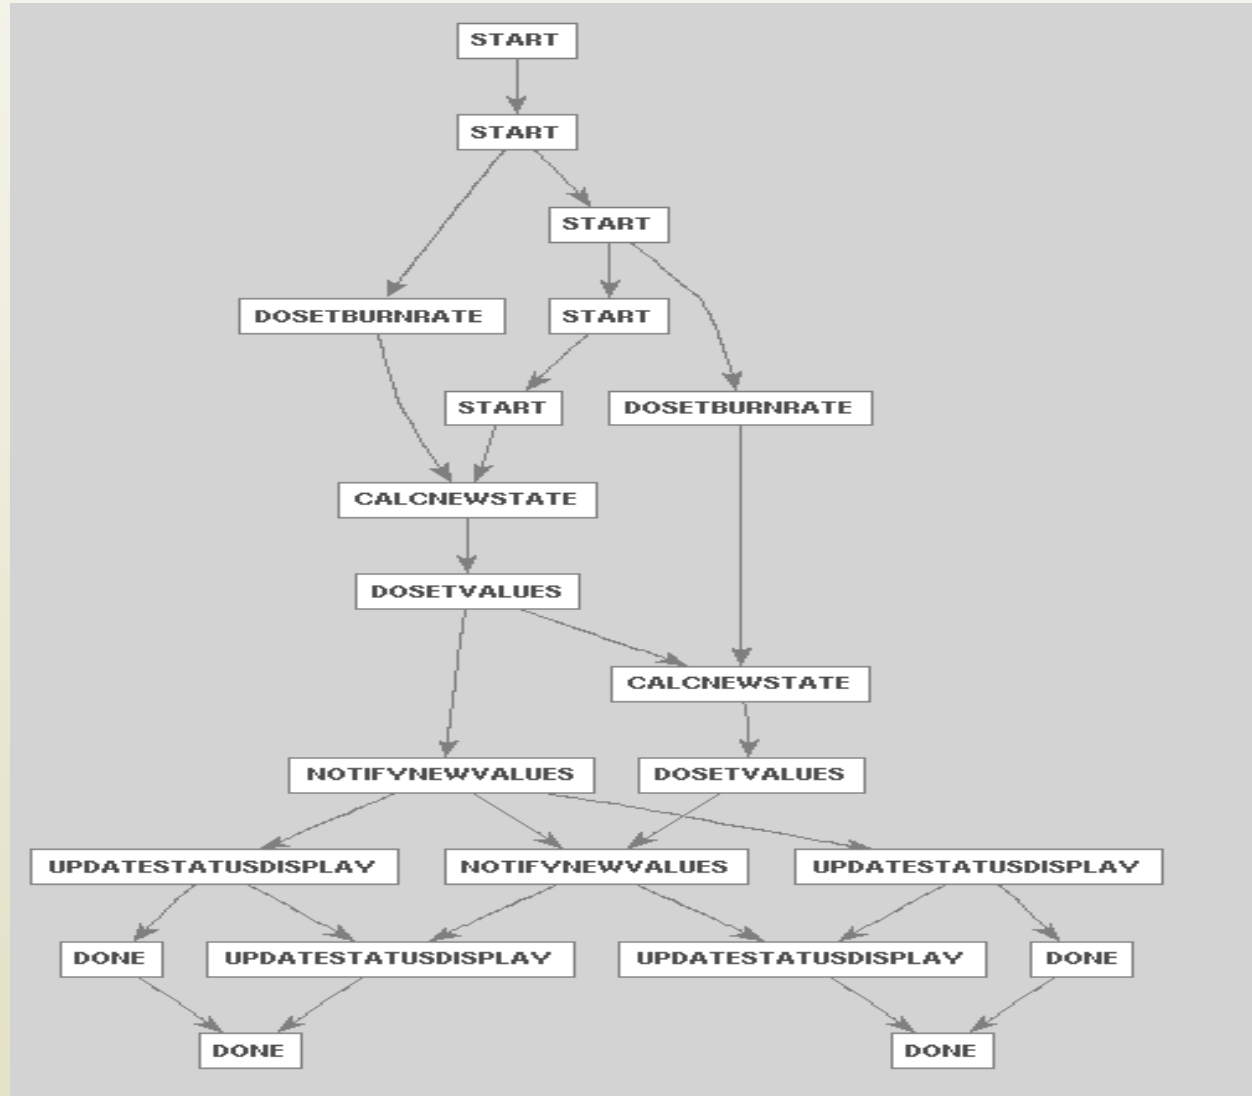 START
START
START
DOSETBURNRATE
START
START
DOSETBURNRATE
CALCNEWSTATE
DOSETVALUES
CALCNEWSTATE
NOTIFYNEWVALUES
DOSETVALUES
UPDATESTATUSDISPLAY
NOTIFYNEWVALUES
UPDATESTATUSDISPLAY
DONE
UPDATESTATUSDISPLAY
UPDATESTATUSDISPLAY
DONE
DONE
DONE